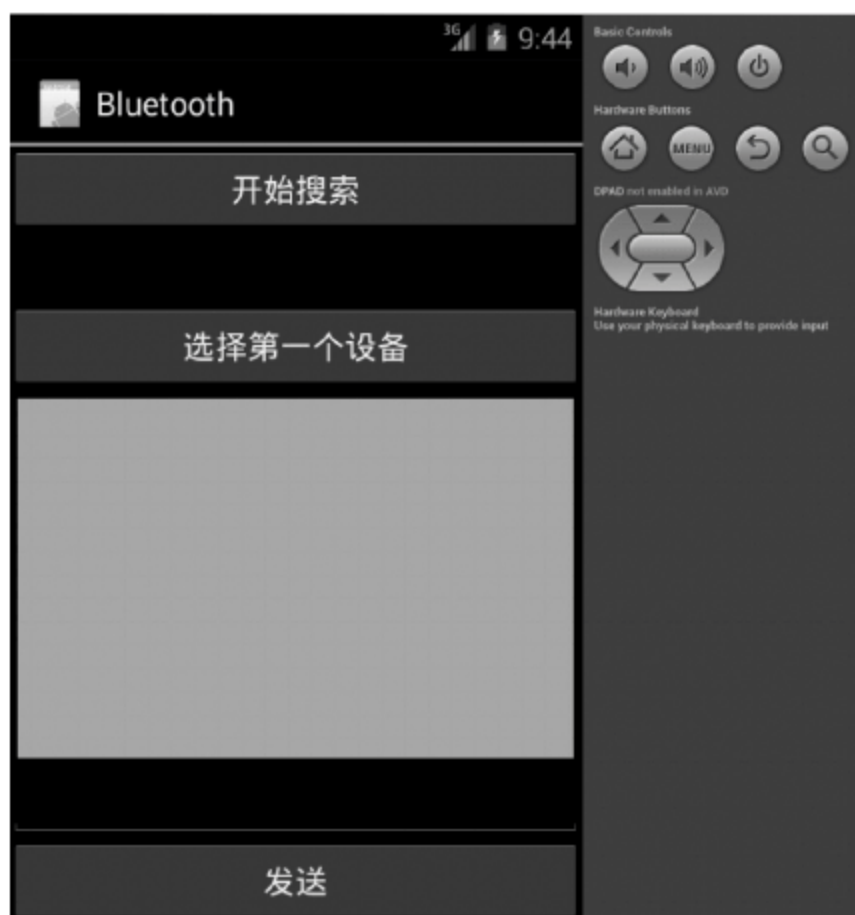 3G 9:44
Bluetooth
开始搜索
选择第一个设备
发送
Basic Controls
Hardware Buttons
MENU
DPAD not enabled in AVD
Hardware Keyboard
Use your physical keyboard to provide input